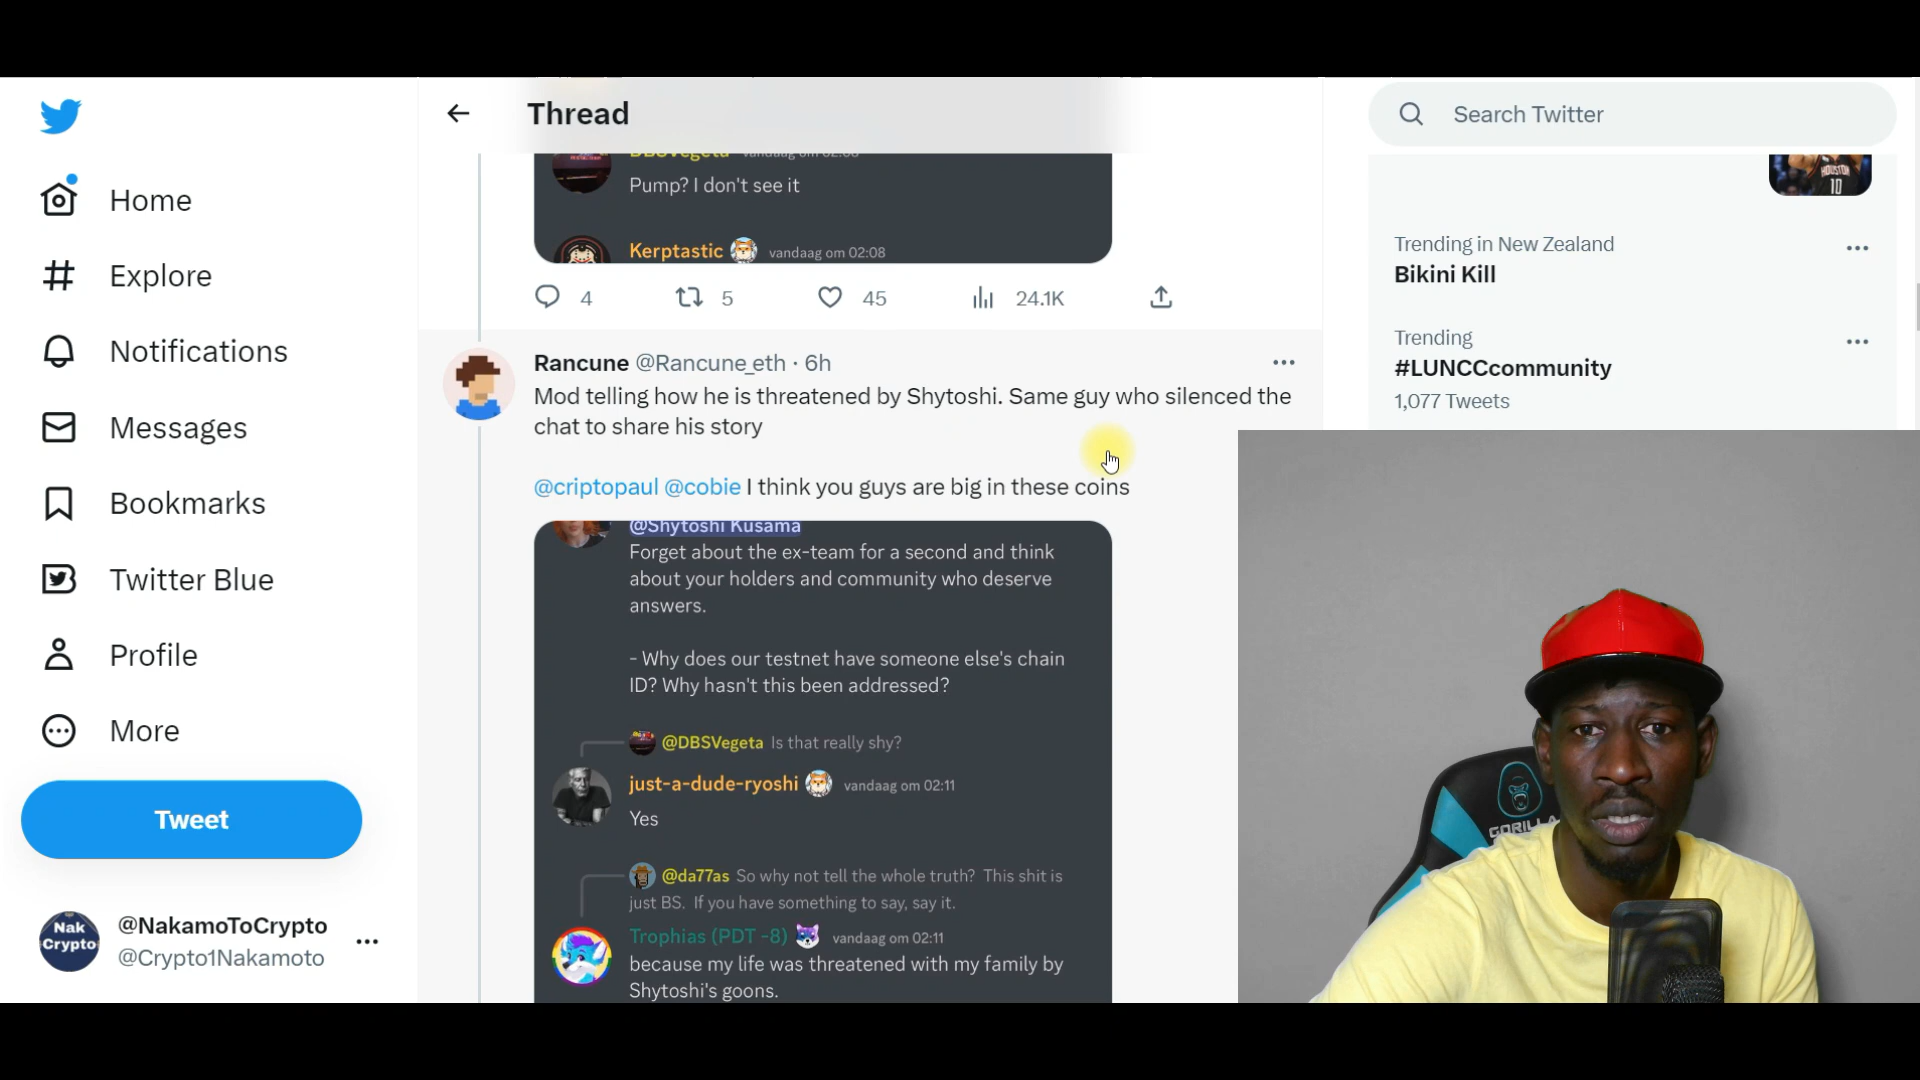 Thread
Search Twitter
Home
Explore
Notifications
Messages
Bookmarks
Twitter Blue
Profile
More
Tweet
Nak
Crypto
@NakamoToCrypto
@Crypto1Nakamoto
DBSVegeta vandaag om 02:08
Pump? I don't see it
Kerptastic vandaag om 02:08
4 5 45 24.1K
Rancune @Rancune_eth · 6h
Mod telling how he is threatened by Shytoshi. Same guy who silenced the
chat to share his story
@criptopaul @cobie I think you guys are big in these coins
@Shytoshi Kusama
Forget about the ex-team for a second and think
about your holders and community who deserve
answers.
- Why does our testnet have someone else's chain
ID? Why hasn't this been addressed?
@DBSVegeta Is that really shy?
just-a-dude-ryoshi vandaag om 02:11
Yes
@da77as So why not tell the whole truth? This shit is
just BS. If you have something to say, say it.
Trophias (PDT -8) vandaag om 02:11
because my life was threatened with my family by
Shytoshi's goons.
HOUSTON
10
Trending in New Zealand
Bikini Kill
Trending
#LUNCCcommunity
1,077 Tweets
GORILLA